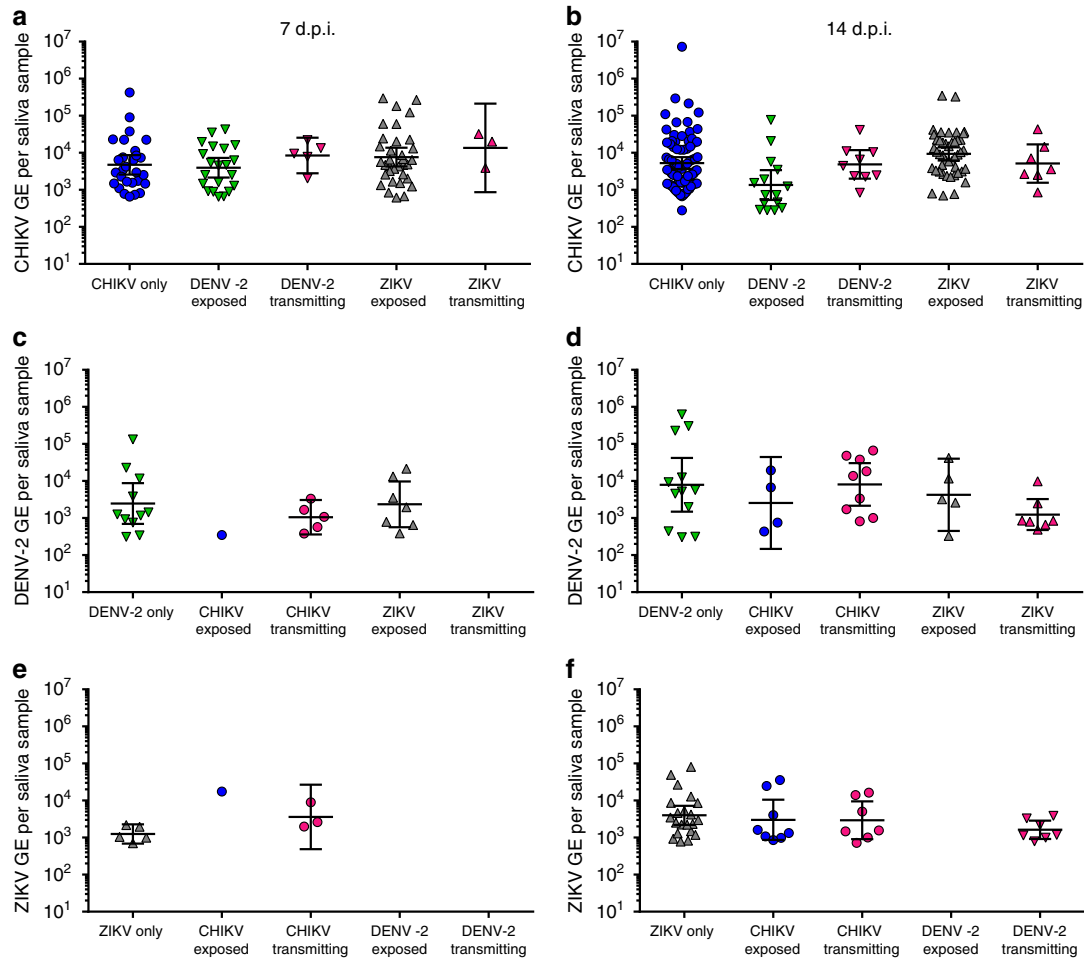 a
7 d.p.i.
CHIKV GE per saliva sample
10^7
10^6
10^5
10^4
10^3
10^2
10^1
CHIKV only
DENV -2 exposed
DENV-2 transmitting
ZIKV exposed
ZIKV transmitting
b
14 d.p.i.
CHIKV GE per saliva sample
10^7
10^6
10^5
10^4
10^3
10^2
10^1
CHIKV only
DENV -2 exposed
DENV-2 transmitting
ZIKV exposed
ZIKV transmitting
c
DENV-2 GE per saliva sample
10^7
10^6
10^5
10^4
10^3
10^2
10^1
DENV-2 only
CHIKV exposed
CHIKV transmitting
ZIKV exposed
ZIKV transmitting
d
DENV-2 GE per saliva sample
10^7
10^6
10^5
10^4
10^3
10^2
10^1
DENV-2 only
CHIKV exposed
CHIKV transmitting
ZIKV exposed
ZIKV transmitting
e
ZIKV GE per saliva sample
10^7
10^6
10^5
10^4
10^3
10^2
10^1
ZIKV only
CHIKV exposed
CHIKV transmitting
DENV -2 exposed
DENV-2 transmitting
f
ZIKV GE per saliva sample
10^7
10^6
10^5
10^4
10^3
10^2
10^1
ZIKV only
CHIKV exposed
CHIKV transmitting
DENV -2 exposed
DENV-2 transmitting